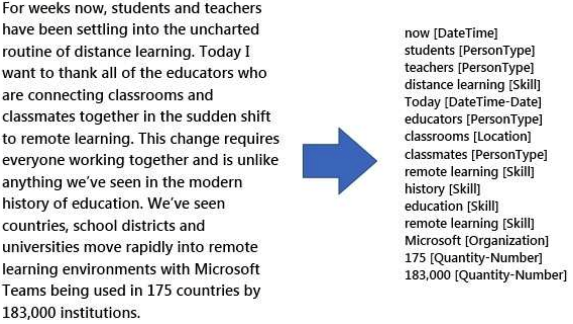 For weeks now, students and teachers
have been settling into the uncharted
routine of distance learning. Today I
want to thank all of the educators who
are connecting classrooms and
classmates together in the sudden shift
to remote learning. This change requires
everyone working together and is unlike
anything we've seen in the modern
history of education. We've seen
countries, school districts and
universities move rapidly into remote
learning environments with Microsoft
Teams being used in 175 countries by
183,000 institutions.
now [DateTime]
students [PersonType]
teachers [PersonType]
distance learning [Skill]
Today [DateTime-Date]
educators [PersonType]
classrooms [Location]
classmates [PersonType]
remote learning [Skill]
history [Skill]
education [Skill]
remote learning [Skill]
Microsoft [Organization]
175 [Quantity-Number]
183,000 [Quantity-Number]